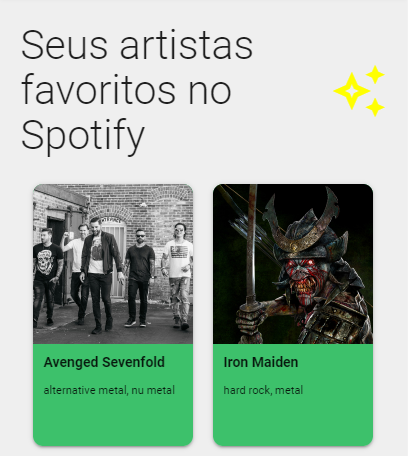 Seus artistas
favoritos no
Spotify
Avenged Sevenfold
alternative metal, nu metal
Iron Maiden
hard rock, metal